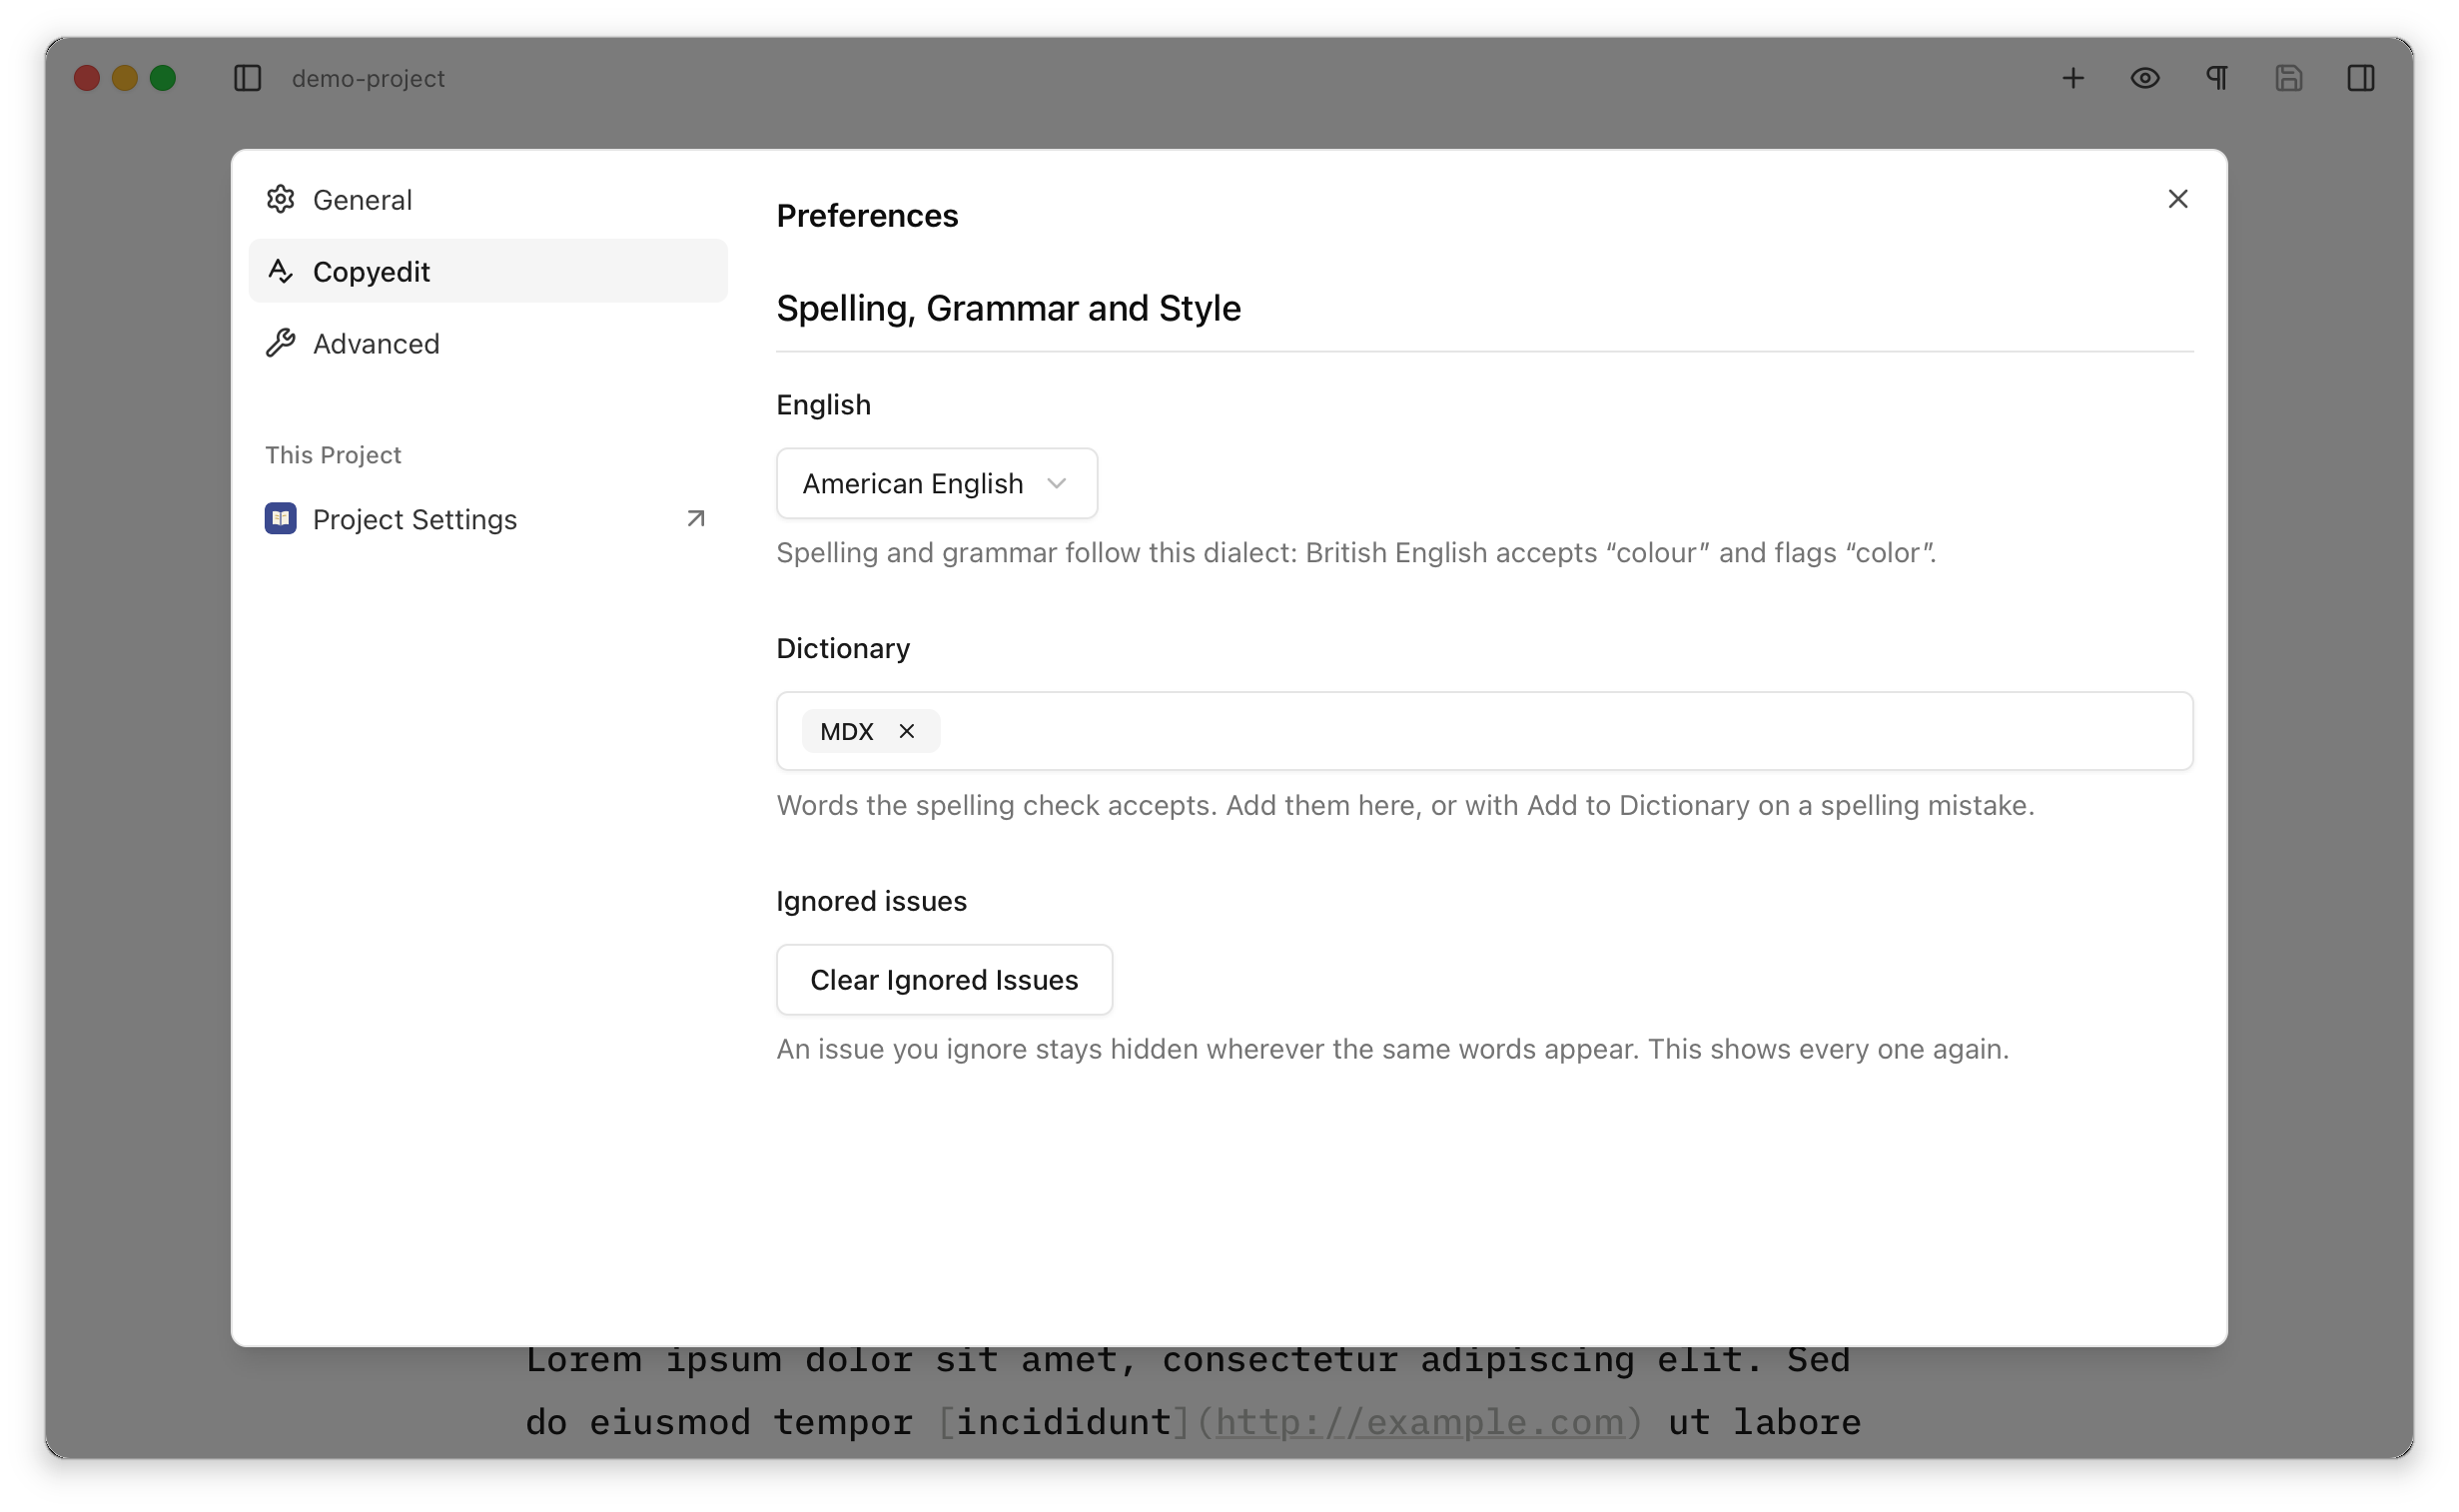 demo-project
General
Copyedit
Advanced
This Project
Project Settings
Preferences
Spelling, Grammar and Style
English
American English
Spelling and grammar follow this dialect: British English accepts “colour” and flags “color”.
Dictionary
MDX
Words the spelling check accepts. Add them here, or with Add to Dictionary on a spelling mistake.
Ignored issues
Clear Ignored Issues
An issue you ignore stays hidden wherever the same words appear. This shows every one again.
Lorem ipsum dolor sit amet, consectetur adipiscing elit. Sed
do eiusmod tempor [incididunt](http://example.com) ut labore